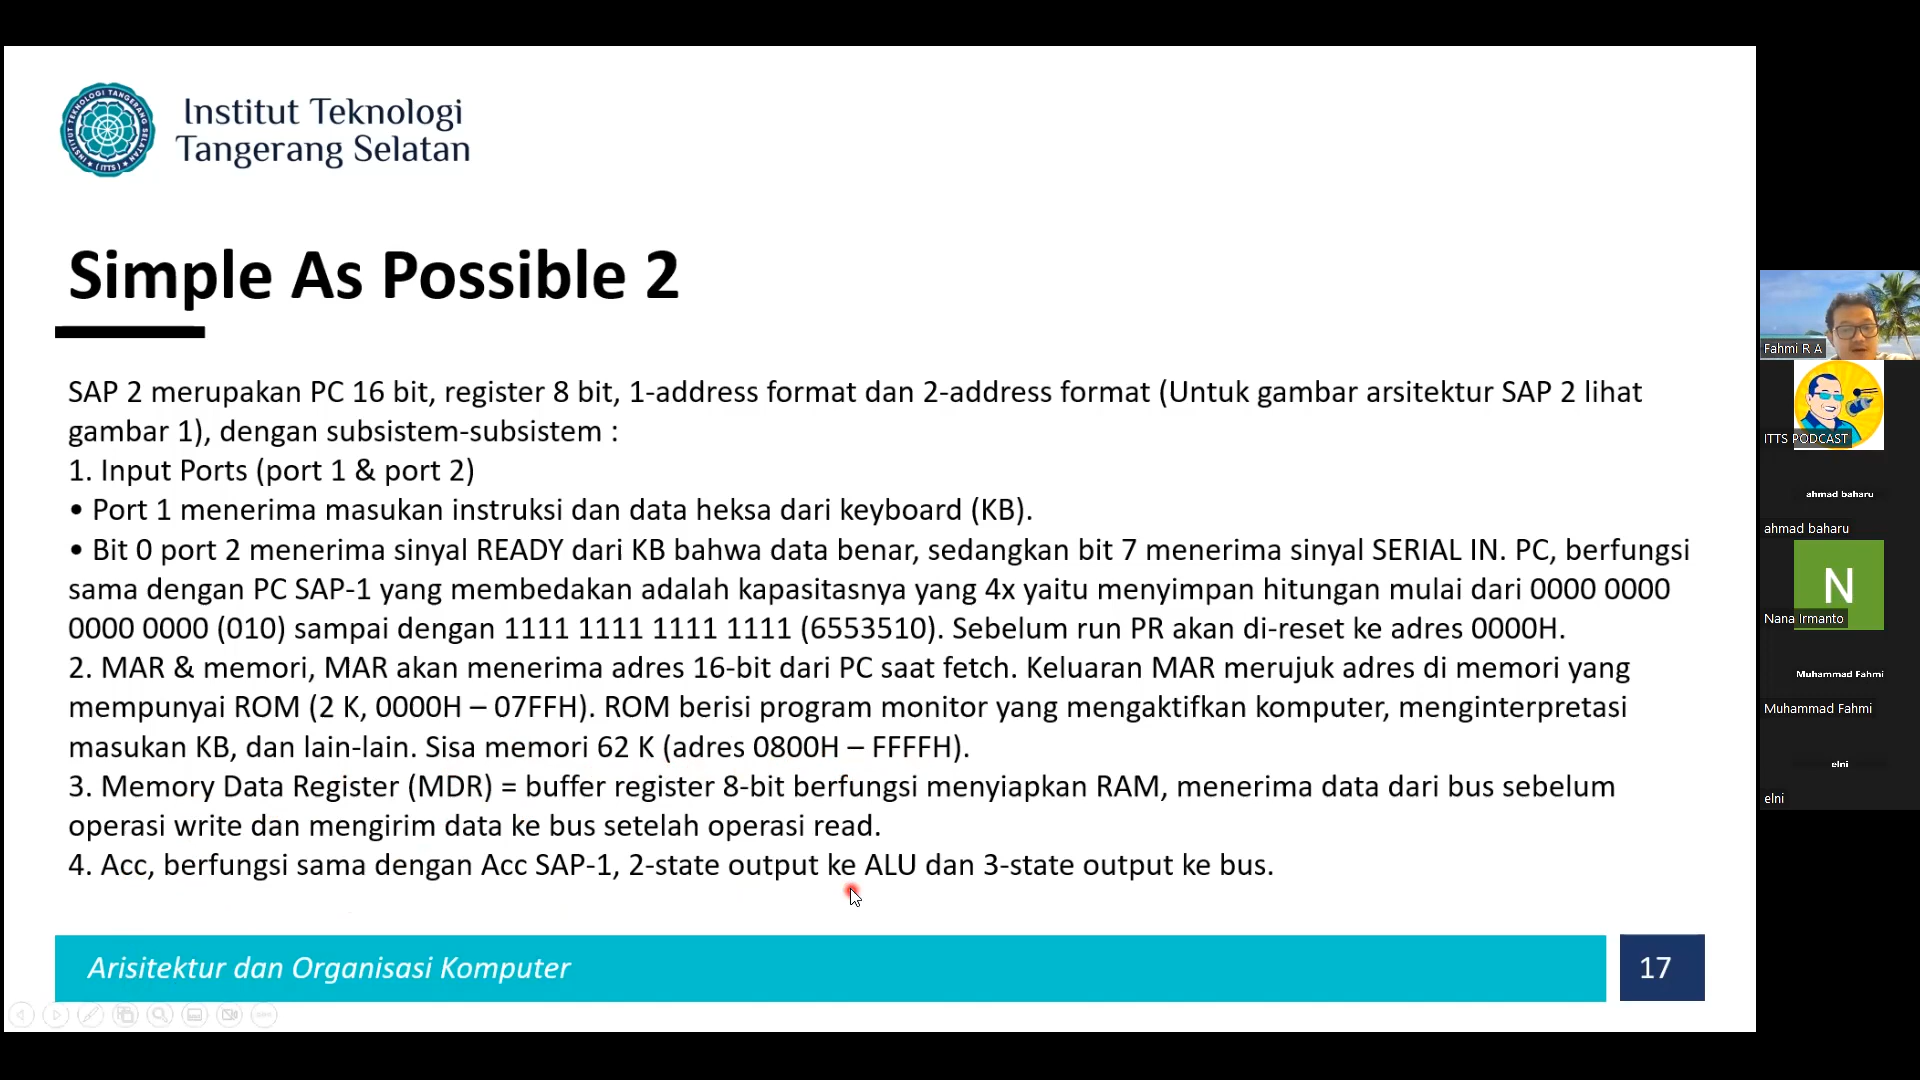 Institut Teknologi
Tangerang Selatan
Simple As Possible 2
SAP 2 merupakan PC 16 bit, register 8 bit, 1-address format dan 2-address format (Untuk gambar arsitektur SAP 2 lihat
gambar 1), dengan subsistem-subsistem :
1. Input Ports (port 1 & port 2)
• Port 1 menerima masukan instruksi dan data heksa dari keyboard (KB).
• Bit 0 port 2 menerima sinyal READY dari KB bahwa data benar, sedangkan bit 7 menerima sinyal SERIAL IN. PC, berfungsi
sama dengan PC SAP-1 yang membedakan adalah kapasitasnya yang 4x yaitu menyimpan hitungan mulai dari 0000 0000
0000 0000 (010) sampai dengan 1111 1111 1111 1111 (6553510). Sebelum run PR akan di-reset ke adres 0000H.
2. MAR & memori, MAR akan menerima adres 16-bit dari PC saat fetch. Keluaran MAR merujuk adres di memori yang
mempunyai ROM (2 K, 0000H – 07FFH). ROM berisi program monitor yang mengaktifkan komputer, menginterpretasi
masukan KB, dan lain-lain. Sisa memori 62 K (adres 0800H – FFFFH).
3. Memory Data Register (MDR) = buffer register 8-bit berfungsi menyiapkan RAM, menerima data dari bus sebelum
operasi write dan mengirim data ke bus setelah operasi read.
4. Acc, berfungsi sama dengan Acc SAP-1, 2-state output ke ALU dan 3-state output ke bus.
Arisitektur dan Organisasi Komputer
17
Fahmi R A
ITTS PODCAST
ahmad baharu
ahmad baharu
N
Nana Irmanto
Muhammad Fahmi
Muhammad Fahmi
elni
elni
INSTITUT TEKNOLOGI TANGERANG SELATAN
(ITTS)